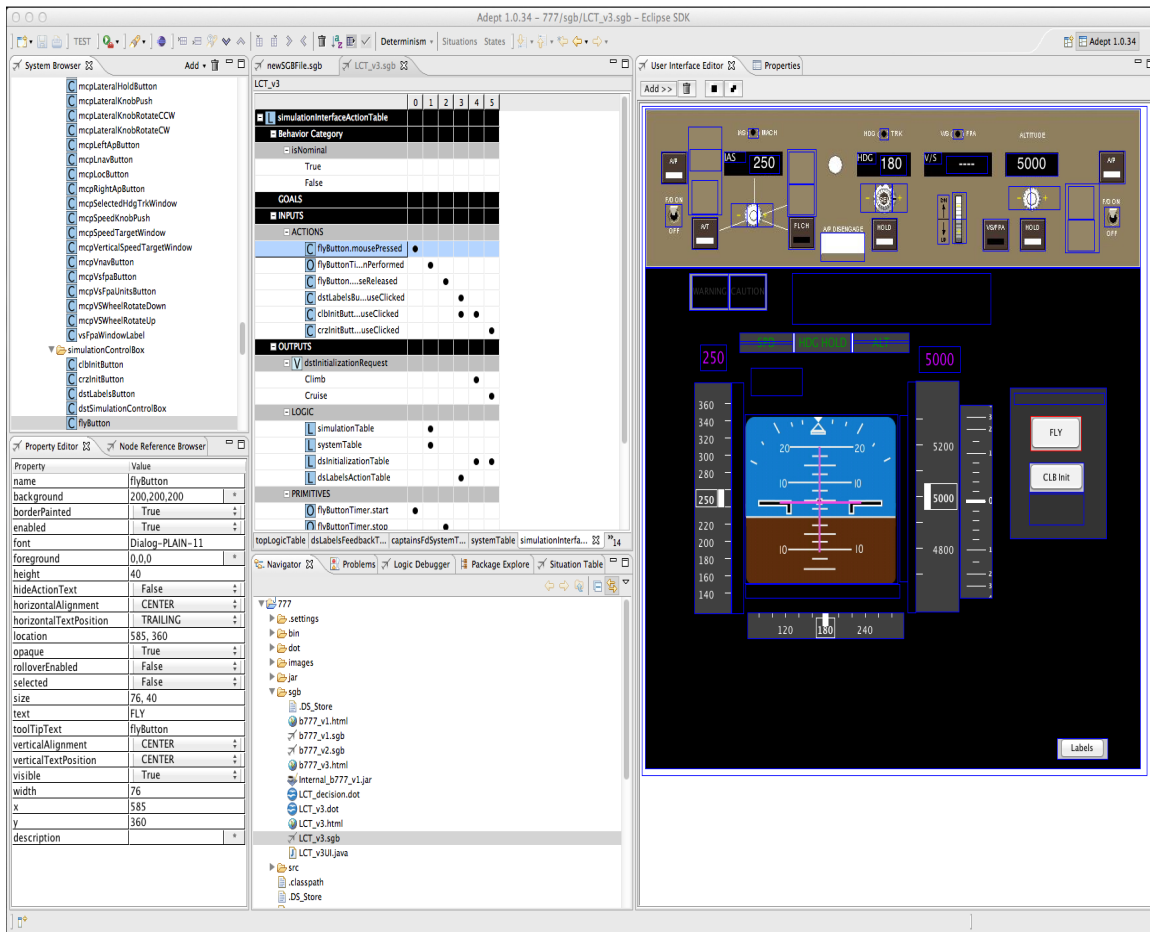 Adept 1.0.34 – 777/sgb/LCT_v3.sgb – Eclipse SDK
TEST
Determinism
Situations States
Adept 1.0.34
System Browser
Add
mcpLateralHoldButton
mcpLateralKnobPush
mcpLateralKnobRotateCCW
mcpLateralKnobRotateCW
mcpLeftApButton
mcpLnavButton
mcpLocButton
mcpRightApButton
mcpSelectedHdgTrkWindow
mcpSpeedKnobPush
mcpSpeedTargetWindow
mcpVerticalSpeedTargetWindow
mcpVnavButton
mcpVsfpaButton
mcpVsFpaUnitsButton
mcpVSWheelRotateDown
mcpVSWheelRotateUp
vsFpaWindowLabel
simulationControlBox
clbInitButton
crzInitButton
dstLabelsButton
dstSimulationControlBox
flyButton
Property Editor
Node Reference Browser
Property Value
name flyButton
background 200,200,200 *
borderPainted True
enabled True
font Dialog-PLAIN-11
foreground 0,0,0 *
height 40
hideActionText False
horizontalAlignment CENTER
horizontalTextPosition TRAILING
location 585, 360
opaque True
rolloverEnabled False
selected False
size 76, 40
text FLY
toolTipText flyButton
verticalAlignment CENTER
verticalTextPosition CENTER
visible True
width 76
x 585
y 360
description *
newSGBFile.sgb
LCT_v3.sgb
LCT_v3
0 1 2 3 4 5
L simulationInterfaceActionTable
Behavior Category
isNominal
True
False
GOALS
INPUTS
ACTIONS
C flyButton.mousePressed
O flyButtonTi...nPerformed
C flyButton....seReleased
C dstLabelsBu...useClicked
C clbInitButt...useClicked
C crzInitButt...useClicked
OUTPUTS
V dstInitializationRequest
Climb
Cruise
LOGIC
L simulationTable
L systemTable
L dsInitializationTable
L dsLabelsActionTable
PRIMITIVES
O flyButtonTimer.start
O flyButtonTimer.stop
topLogicTable dsLabelsFeedbackT... captainsFdSystemT... systemTable simulationInterfa... »14
Navigator
Problems
Logic Debugger
Package Explore
Situation Table
777
.settings
bin
dot
images
jar
sgb
.DS_Store
b777_v1.html
b777_v1.sgb
b777_v2.sgb
b777_v3.html
Internal_b777_v1.jar
LCT_decision.dot
LCT_v3.dot
LCT_v3.html
LCT_v3.sgb
LCT_v3UI.java
src
.classpath
.DS_Store
User Interface Editor
Properties
Add >>
HDG TRK
V/S FPA
ALTITUDE
A/P
IAS 250
HDG 180
V/S ----
5000
A/P
F/D ON
OFF
A/T
FLCH
A/P DISENGAGE
HOLD
DN
UP
VS/FPA
HOLD
F/D ON
OFF
WARNING CAUTION
SPD HDG HOLD ALT
250
5000
360
340
320
300
280
250
220
200
180
160
140
20 20
10 10
10 10
5200
5000
4800
0
120 180 240
FLY
CLB Init
Labels